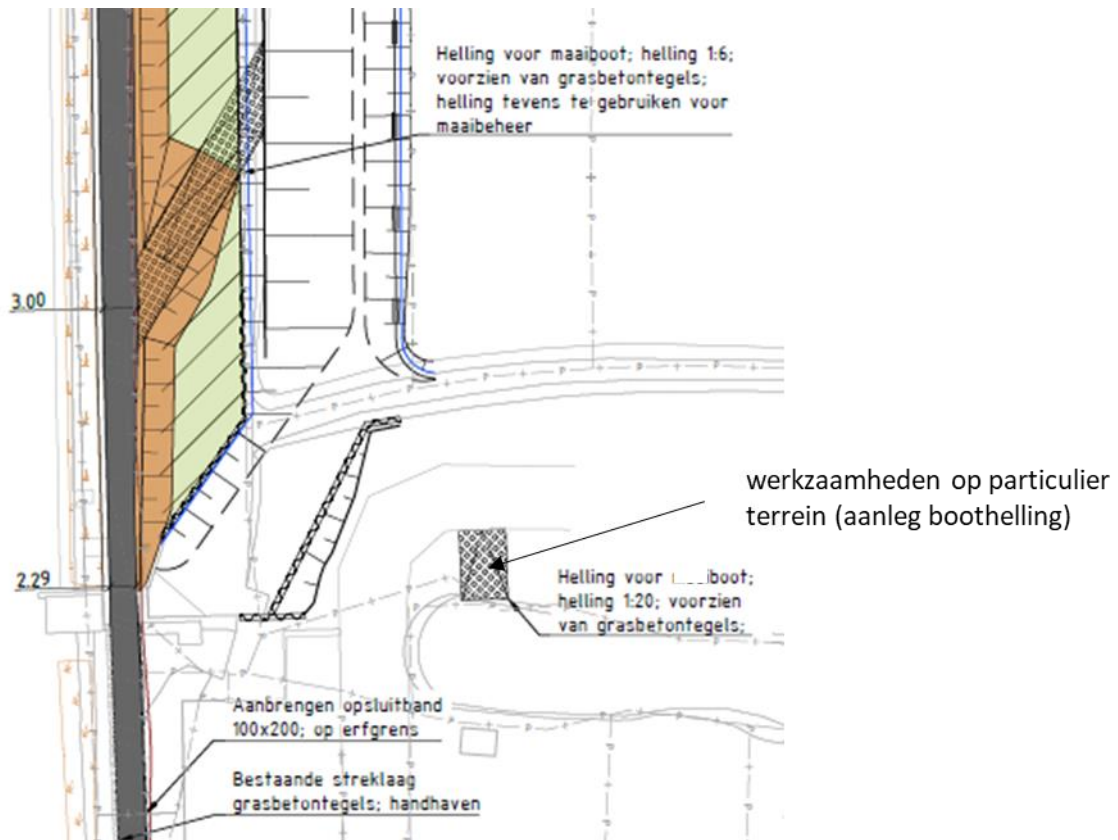 Helling voor maaiboot; helling 1:6;
voorzien van grasbetontegels;
helling tevens te gebruiken voor
maaibeheer
3.00
werkzaamheden op particulier
terrein (aanleg boothelling)
Helling voor iboot;
helling 1:20; voorzien
van grasbetontegels;
2.29
Aanbrengen opsluitband
100x200; op erfgrens
Bestaande streklaag
grasbetontegels; handhaven